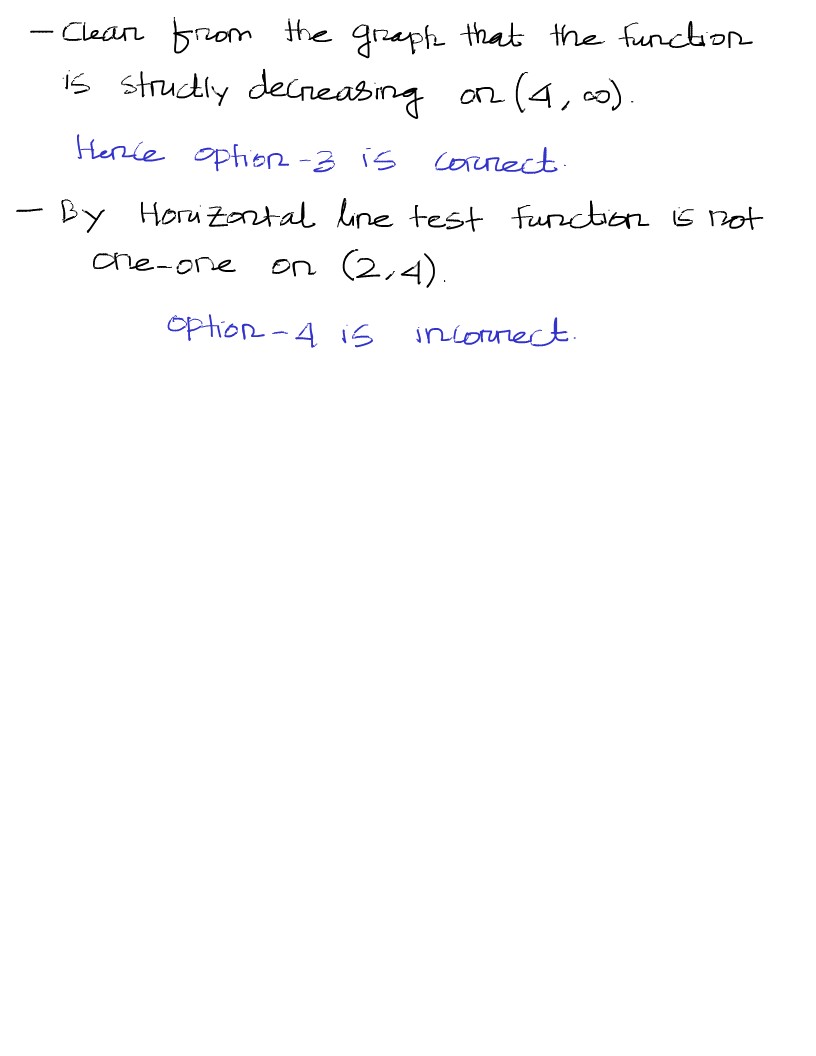 - Clear from the graph that the function
is strictly decreasing on (4, ∞).
Hence option-3 is correct.
- By Horizontal line test function is not
one-one on (2,4).
option-4 is incorrect.